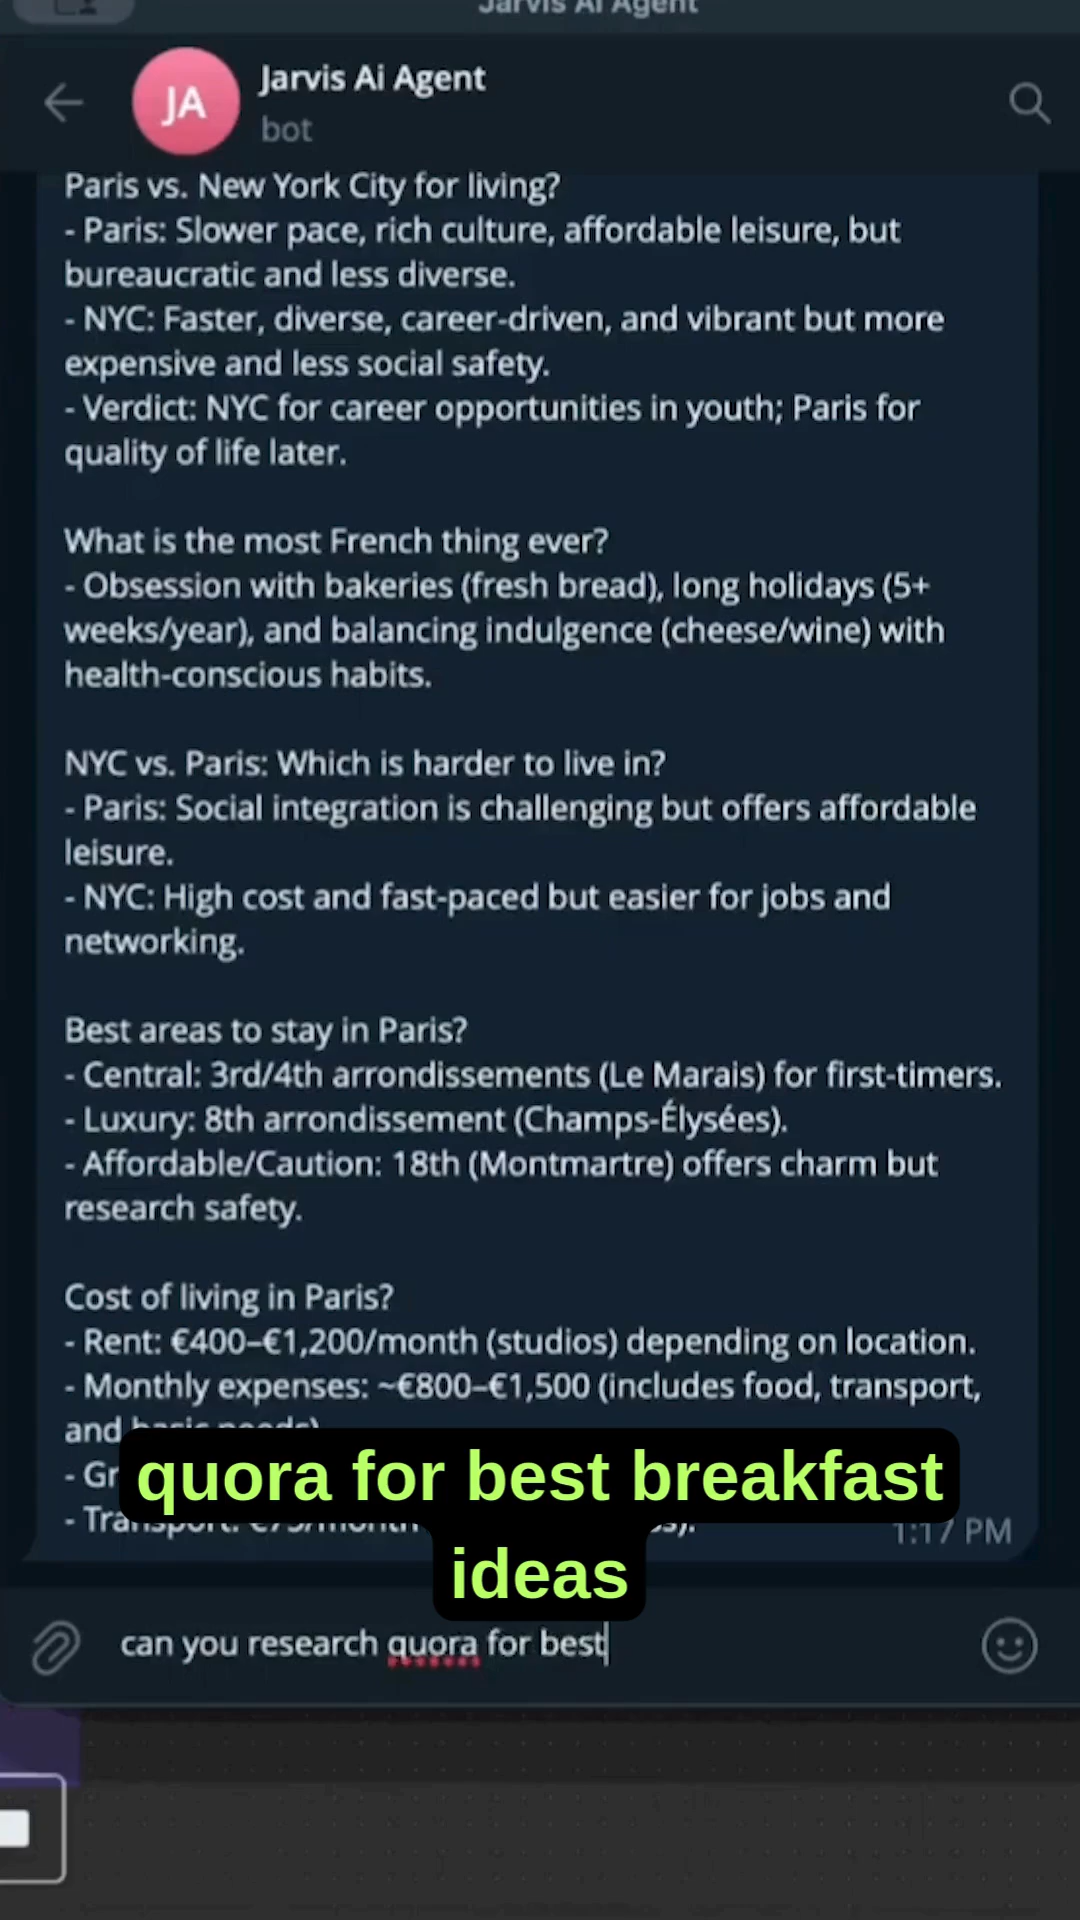 Jarvis AI Agent
JA
Jarvis Ai Agent
bot
Paris vs. New York City for living?
- Paris: Slower pace, rich culture, affordable leisure, but
bureaucratic and less diverse.
- NYC: Faster, diverse, career-driven, and vibrant but more
expensive and less social safety.
- Verdict: NYC for career opportunities in youth; Paris for
quality of life later.
What is the most French thing ever?
- Obsession with bakeries (fresh bread), long holidays (5+
weeks/year), and balancing indulgence (cheese/wine) with
health-conscious habits.
NYC vs. Paris: Which is harder to live in?
- Paris: Social integration is challenging but offers affordable
leisure.
- NYC: High cost and fast-paced but easier for jobs and
networking.
Best areas to stay in Paris?
- Central: 3rd/4th arrondissements (Le Marais) for first-timers.
- Luxury: 8th arrondissement (Champs-Élysées).
- Affordable/Caution: 18th (Montmartre) offers charm but
research safety.
Cost of living in Paris?
- Rent: €400–€1,200/month (studios) depending on location.
- Monthly expenses: ~€800–€1,500 (includes food, transport,
and basic needs)
quora for best breakfast
- Transport: €75/month
1:17 PM
ideas
can you research quora for best